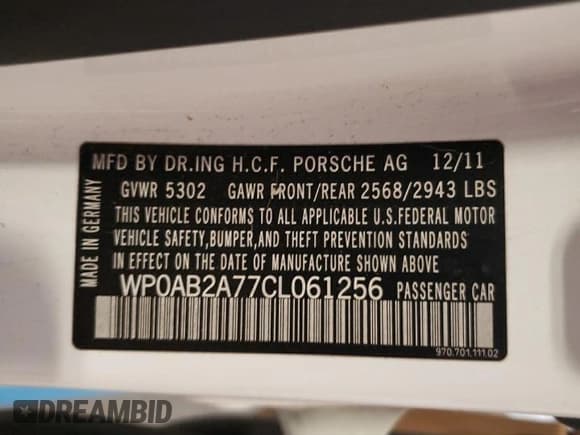 MFD BY DR.ING H.C.F. PORSCHE AG 12/11
GVWR 5302 GAWR FRONT/REAR 2568/2943 LBS
THIS VEHICLE CONFORMS TO ALL APPLICABLE U.S.FEDERAL MOTOR
VEHICLE SAFETY,BUMPER,AND THEFT PREVENTION STANDARDS
IN EFFECT ON THE DATE OF MANUFACTURE SHOWN ABOVE
WP0AB2A77CL061256 PASSENGER CAR
970.701.111.02
MADE IN GERMANY
DREAMBID